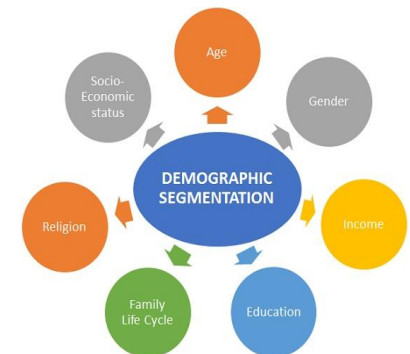 Age
Socio-
Economic
status
Gender
DEMOGRAPHIC
SEGMENTATION
Religion
Income
Family
Life Cycle
Education